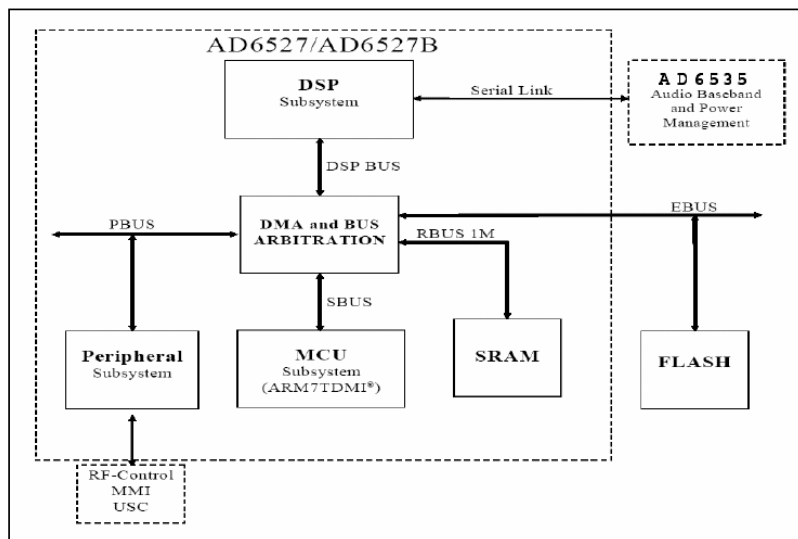 AD6527/AD6527B
DSP
Subsystem
Serial Link
AD6535
Audio Baseband
and Power
Management
DSP BUS
PBUS
DMA and BUS
ARBITRATION
EBUS
RBUS 1M
SBUS
Peripheral
Subsystem
MCU
Subsystem
(ARM7TDMI®)
SRAM
FLASH
RF-Control
MMI
USC